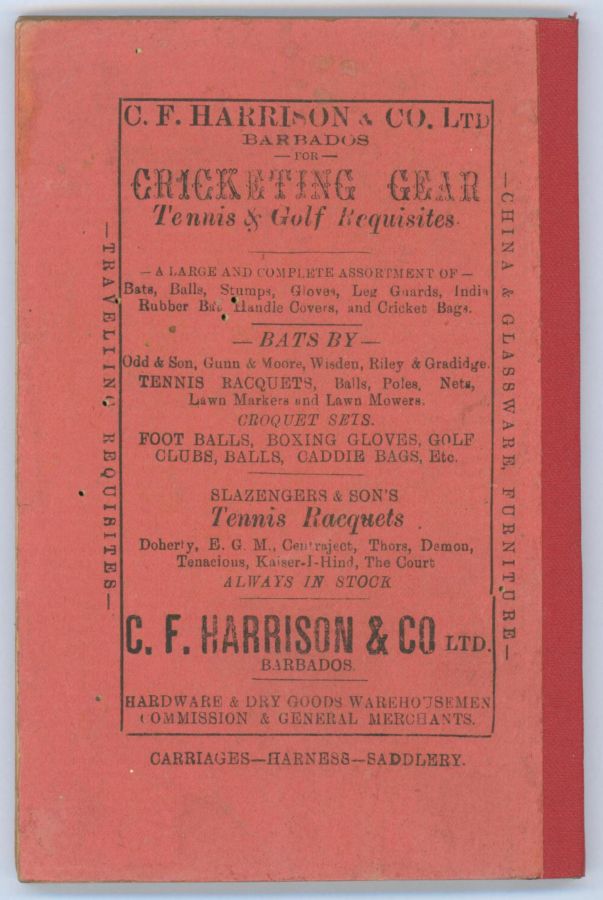 C. F. HARRISON & CO. LTD
BARBADOS
— FOR —
CRICKETING GEAR
Tennis & Golf Requisites.
— A LARGE AND COMPLETE ASSORTMENT OF —
Bats, Balls, Stumps, Gloves, Leg Guards, India
Rubber Bat Handle Covers, and Cricket Bags.
— BATS BY —
Odd & Son, Gunn & Moore, Wisden, Riley & Gradidge.
TENNIS RACQUETS, Balls, Poles, Nets,
Lawn Markers and Lawn Mowers.
CROQUET SETS.
FOOT BALLS, BOXING GLOVES, GOLF
CLUBS, BALLS, CADDIE BAGS, Etc.
SLAZENGERS & SON'S
Tennis Racquets
Doherty, E. G. M., Centraject, Thors, Demon,
Tenacious, Kaiser-I-Hind, The Court
ALWAYS IN STOCK
C. F. HARRISON & CO LTD.
BARBADOS.
HARDWARE & DRY GOODS WAREHOUSEMEN
COMMISSION & GENERAL MERCHANTS.
CARRIAGES—HARNESS—SADDLERY.
—TRAVELLING REQUISITES—
—CHINA & GLASSWARE, FURNITURE—